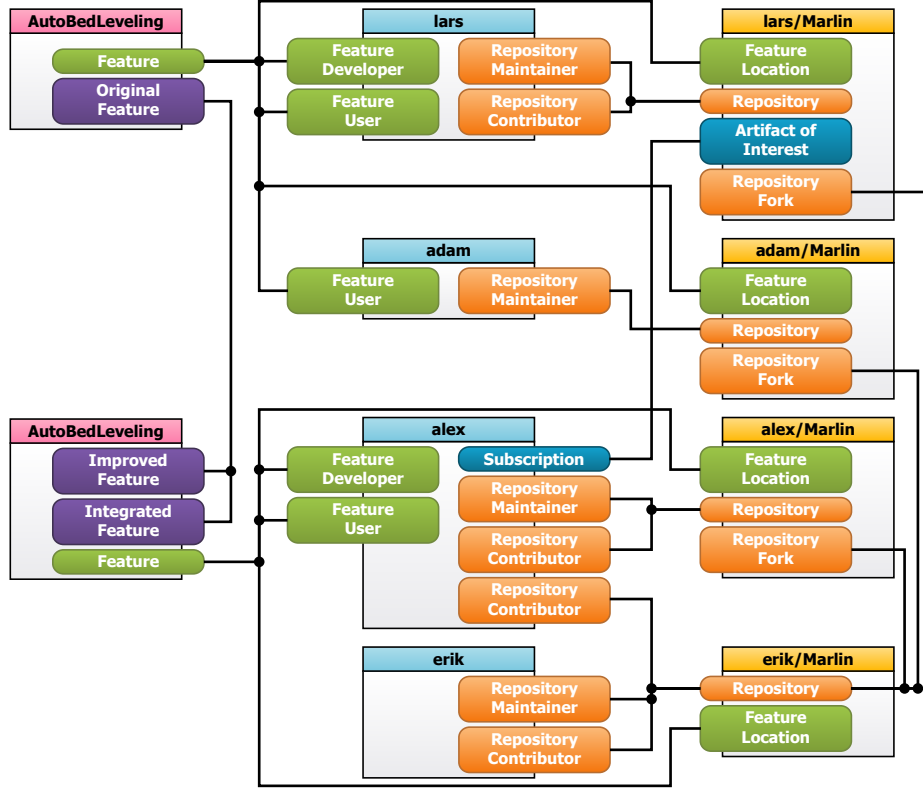 AutoBedLeveling
Feature
Original
Feature
lars
Feature
Developer
Feature
User
Repository
Maintainer
Repository
Contributor
lars/Marlin
Feature
Location
Repository
Artifact of
Interest
Repository
Fork
adam
Feature
User
Repository
Maintainer
adam/Marlin
Feature
Location
Repository
Repository
Fork
AutoBedLeveling
Improved
Feature
Integrated
Feature
Feature
alex
Feature
Developer
Feature
User
Subscription
Repository
Maintainer
Repository
Contributor
Repository
Contributor
alex/Marlin
Feature
Location
Repository
Repository
Fork
erik
Repository
Maintainer
Repository
Contributor
erik/Marlin
Repository
Feature
Location